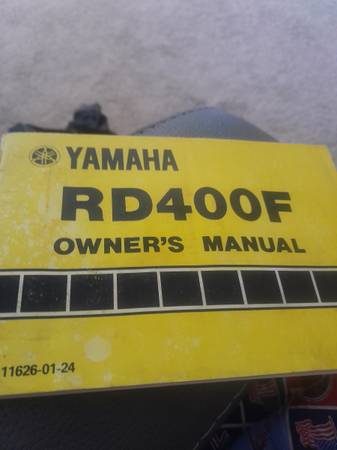 YAMAHA
RD400F
OWNER'S MANUAL
11626-01-24